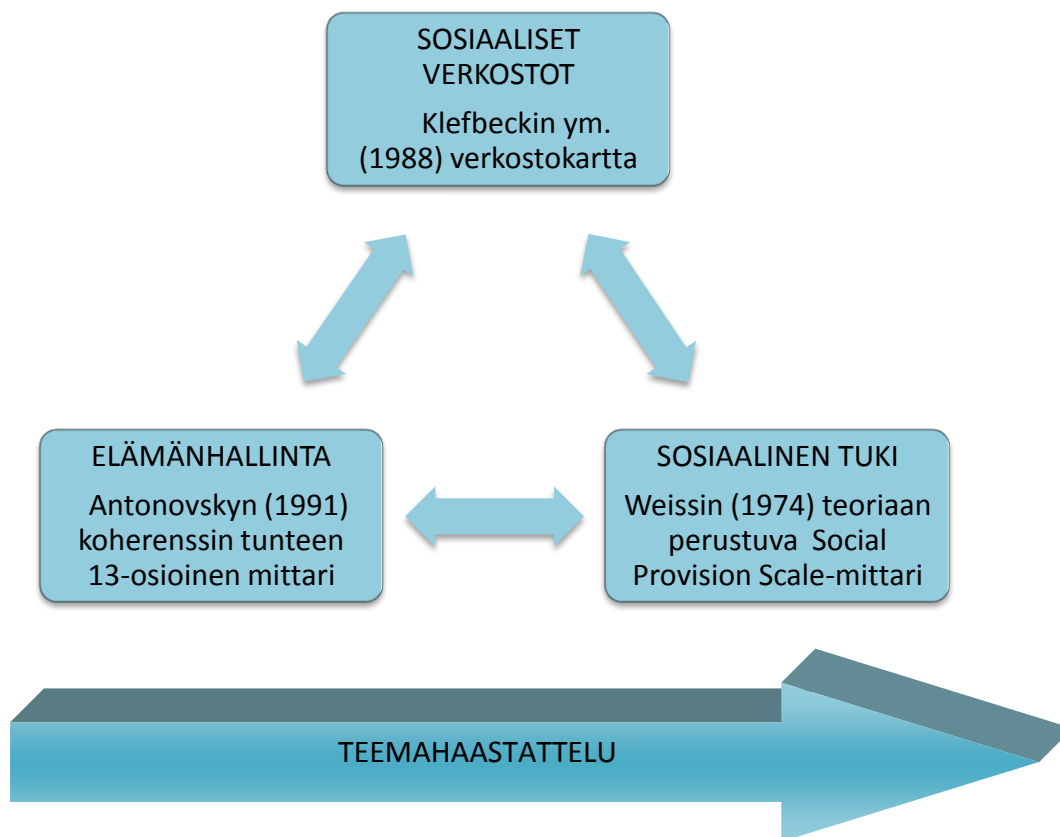 SOSIAALISET
VERKOSTOT
Klefbeckin ym.
(1988) verkostokartta
ELÄMÄNHALLINTA
Antonovskyn (1991)
koherenssin tunteen
13-osioinen mittari
SOSIAALINEN TUKI
Weissin (1974) teoriaan
perustuva Social
Provision Scale-mittari
TEEMAHAASTATTELU